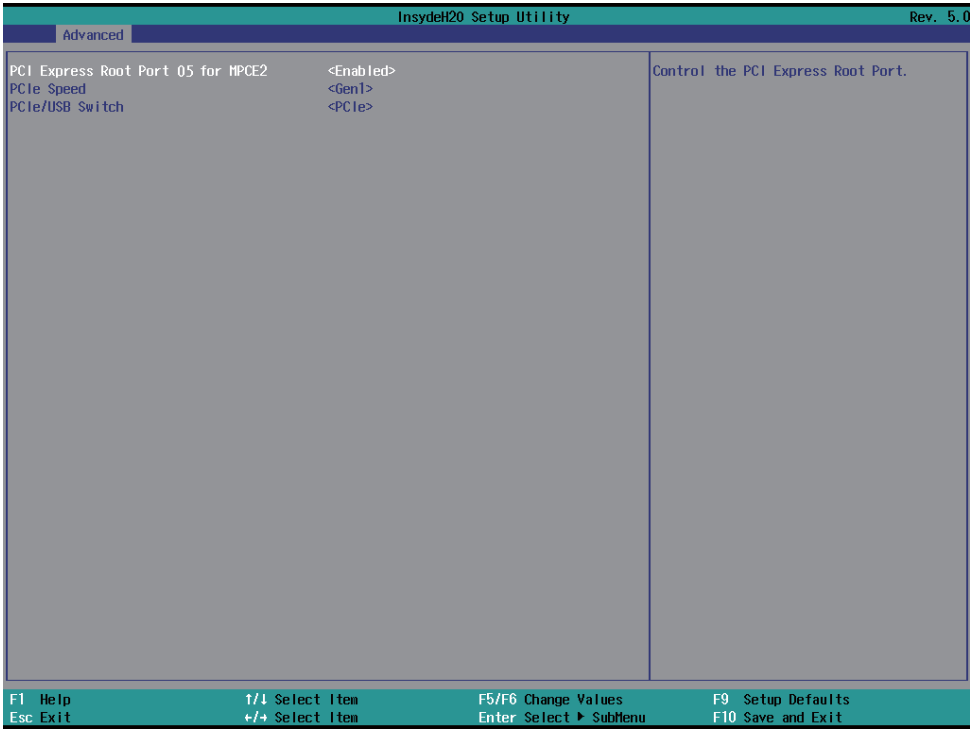 InsydeH20 Setup Utility Rev. 5.0
Advanced
PCI Express Root Port 05 for MPCE2 <Enabled> Control the PCI Express Root Port.
PCIe Speed <Gen1>
PCIe/USB Switch <PCIe>
F1 Help ↑/↓ Select Item F5/F6 Change Values F9 Setup Defaults
Esc Exit ←/→ Select Item Enter Select ▶ SubMenu F10 Save and Exit